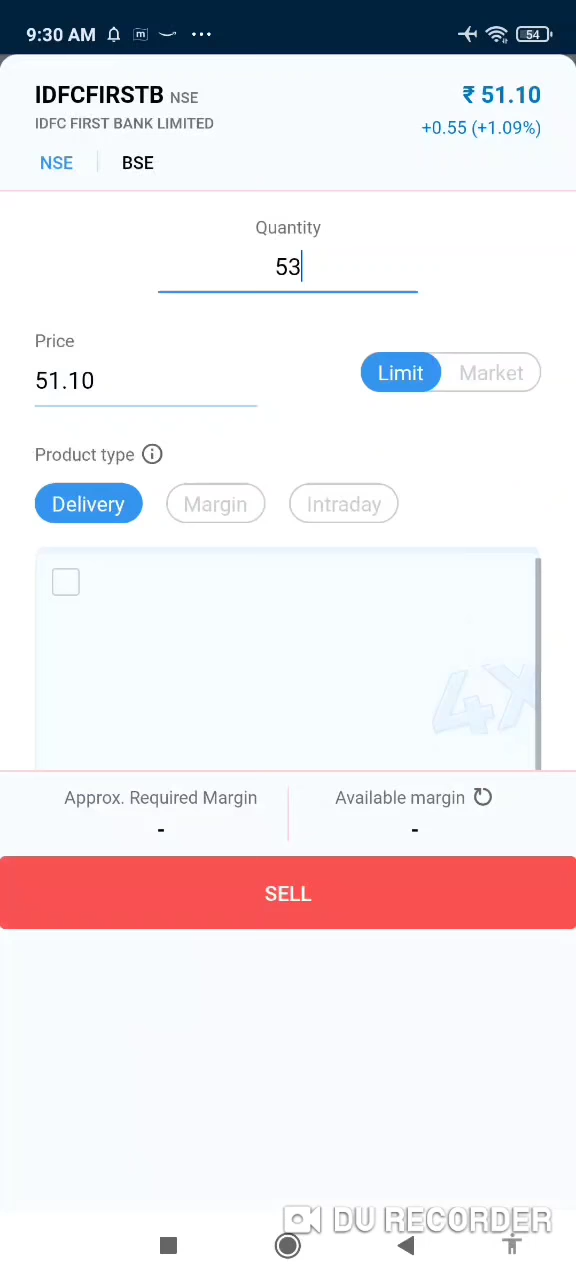 9:30 AM m ... 54
IDFCFIRSTB NSE ₹ 51.10
IDFC FIRST BANK LIMITED +0.55 (+1.09%)
NSE BSE
Quantity
53
Price
51.10 Limit Market
Product type
Delivery Margin Intraday
4X
Approx. Required Margin Available margin
- -
SELL
DU RECORDER